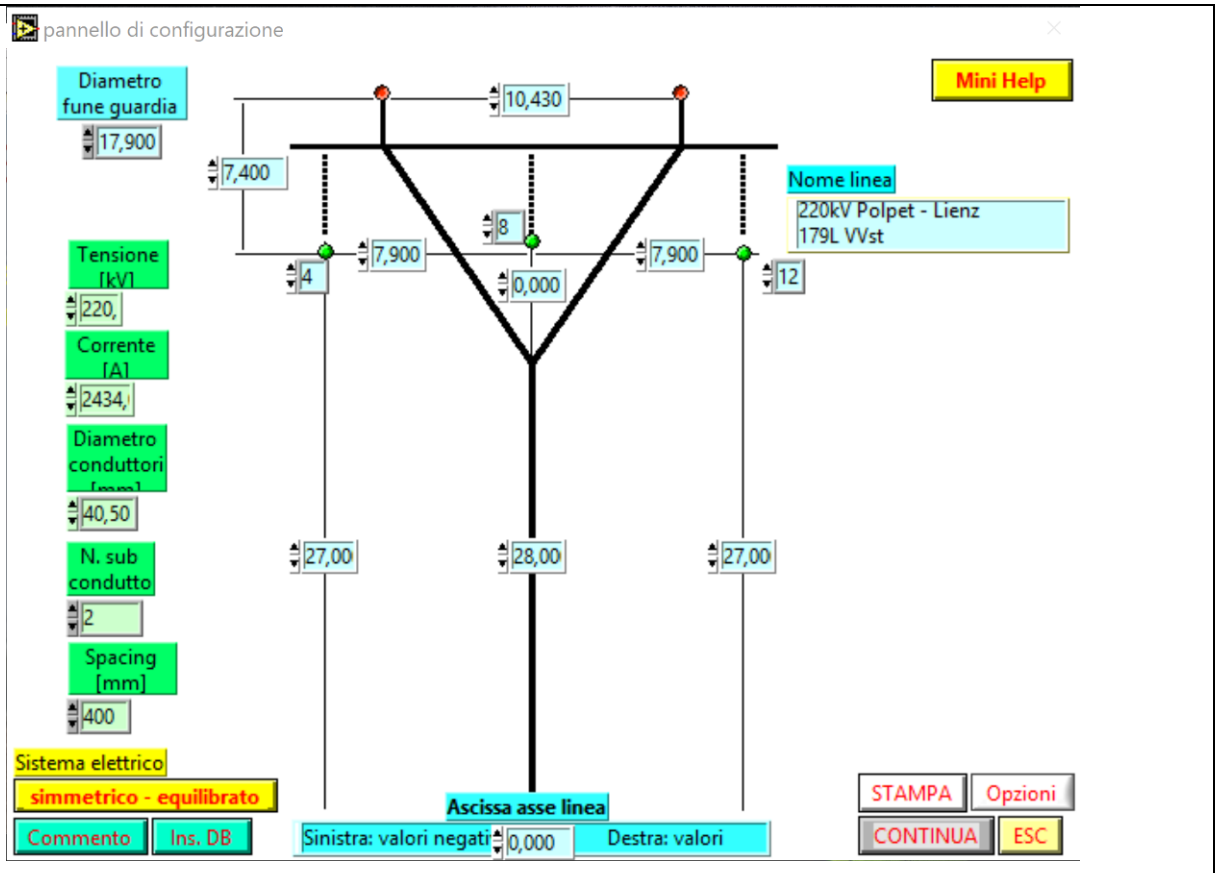 pannello di configurazione
Diametro
fune guardia
17,900
10,430
Mini Help
7,400
Nome linea
220kV Polpet - Lienz
179L VVst
8
7,900
7,900
4
0,000
12
Tensione
[kV]
220,
Corrente
[A]
2434,
Diametro
conduttori
[mm]
40,50
27,00
28,00
27,00
N. sub
condutto
2
Spacing
[mm]
400
Sistema elettrico
simmetrico - equilibrato
Commento
Ins. DB
Ascissa asse linea
Sinistra: valori negati
0,000
Destra: valori
STAMPA
Opzioni
CONTINUA
ESC